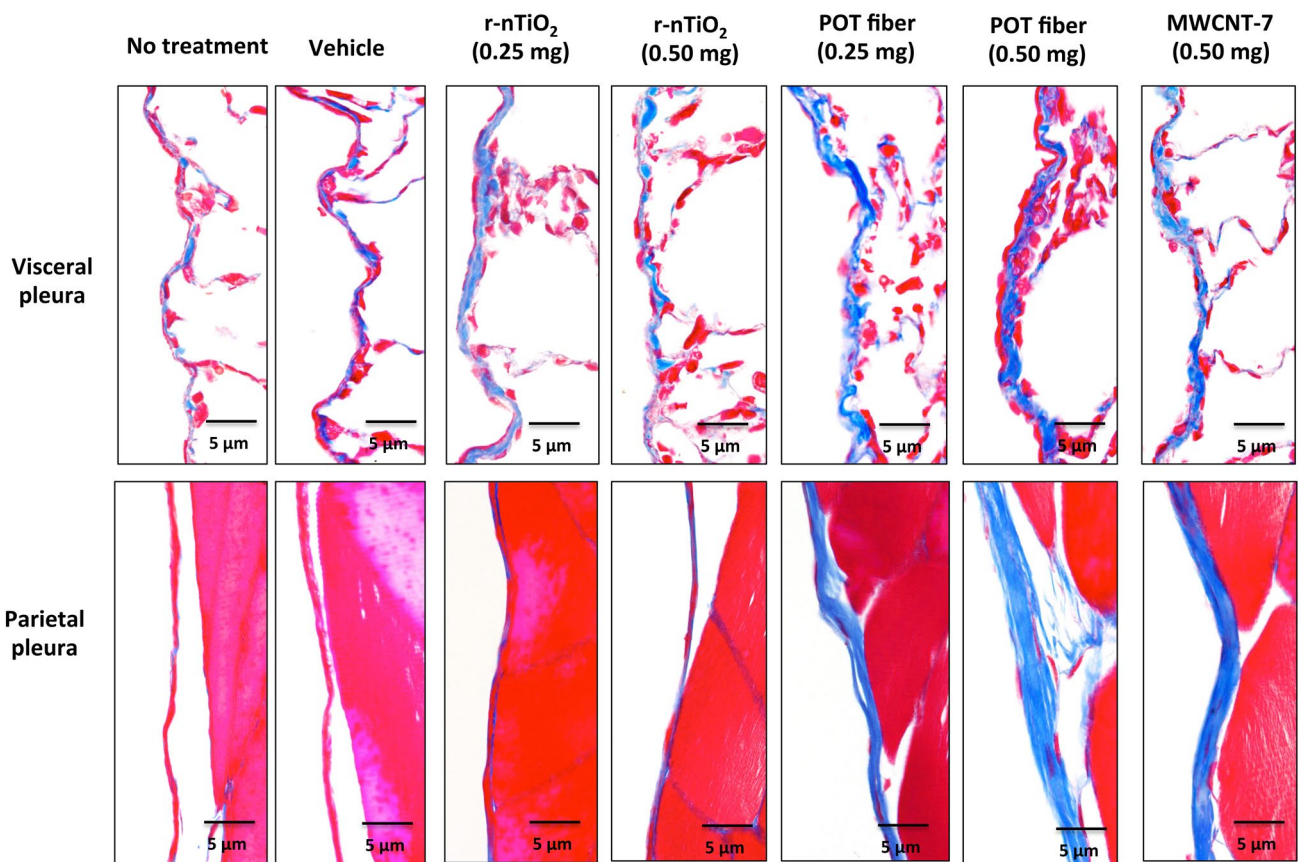 No treatment
Vehicle
r-nTiO₂
(0.25 mg)
r-nTiO₂
(0.50 mg)
POT fiber
(0.25 mg)
POT fiber
(0.50 mg)
MWCNT-7
(0.50 mg)
Visceral
pleura
5 µm
5 µm
5 µm
5 µm
5 µm
5 µm
5 µm
Parietal
pleura
5 µm
5 µm
5 µm
5 µm
5 µm
5 µm
5 µm